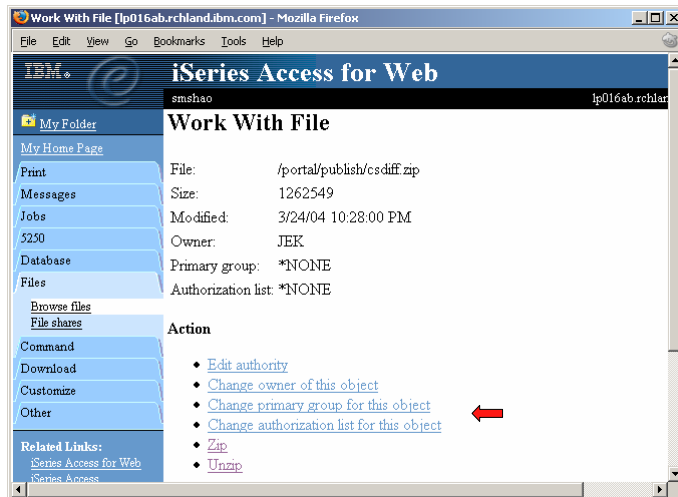 Work With File [lp016ab.rchland.ibm.com] - Mozilla Firefox
File Edit View Go Bookmarks Tools Help
IBM. e iSeries Access for Web
smshao lp016ab.rchlan
My Folder
My Home Page
Print
Messages
Jobs
5250
Database
Files
Browse files
File shares
Command
Download
Customize
Other
Related Links:
iSeries Access for Web
iSeries Access
Work With File
File: /portal/publish/csdiff.zip
Size: 1262549
Modified: 3/24/04 10:28:00 PM
Owner: JEK
Primary group: *NONE
Authorization list: *NONE
Action
Edit authority
Change owner of this object
Change primary group for this object
Change authorization list for this object
Zip
Unzip